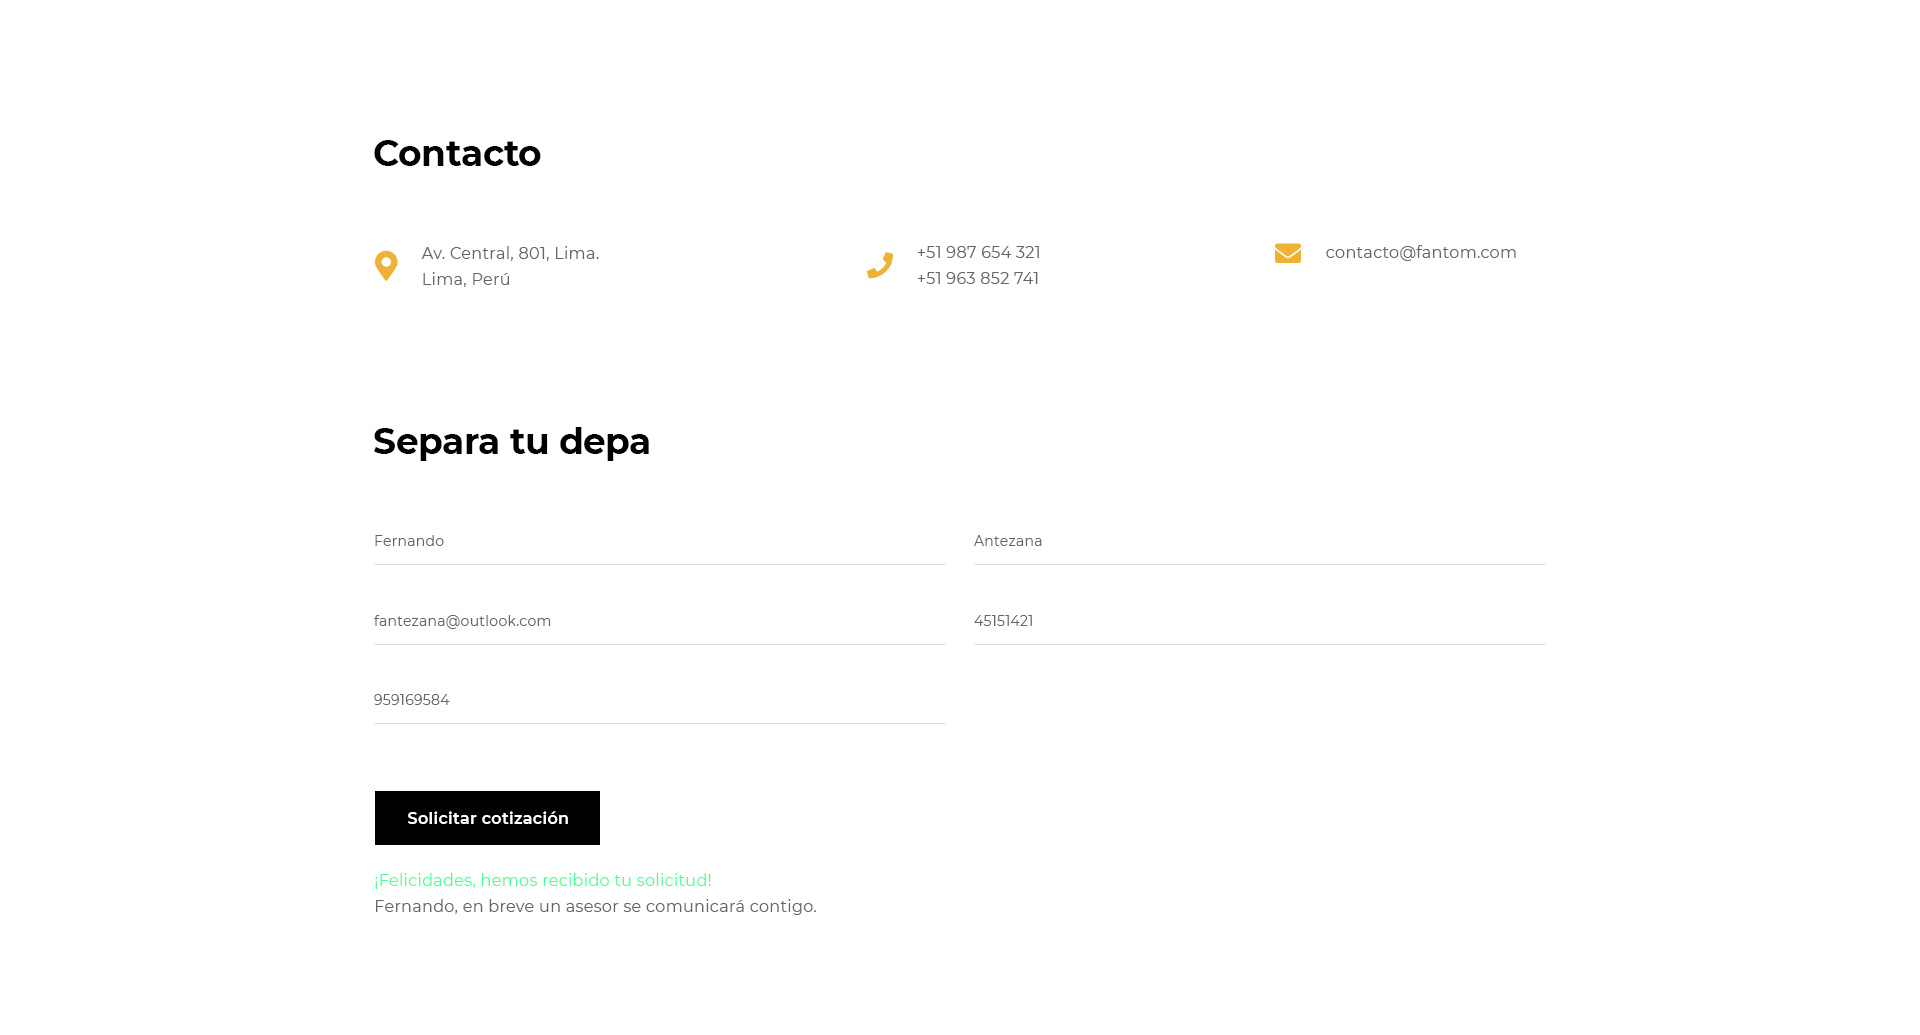 Contacto
Av. Central, 801, Lima.
Lima, Perú
+51 987 654 321
+51 963 852 741
contacto@fantom.com
Separa tu depa
Fernando
Antezana
fantezana@outlook.com
45151421
959169584
Solicitar cotización
¡Felicidades, hemos recibido tu solicitud!
Fernando, en breve un asesor se comunicará contigo.